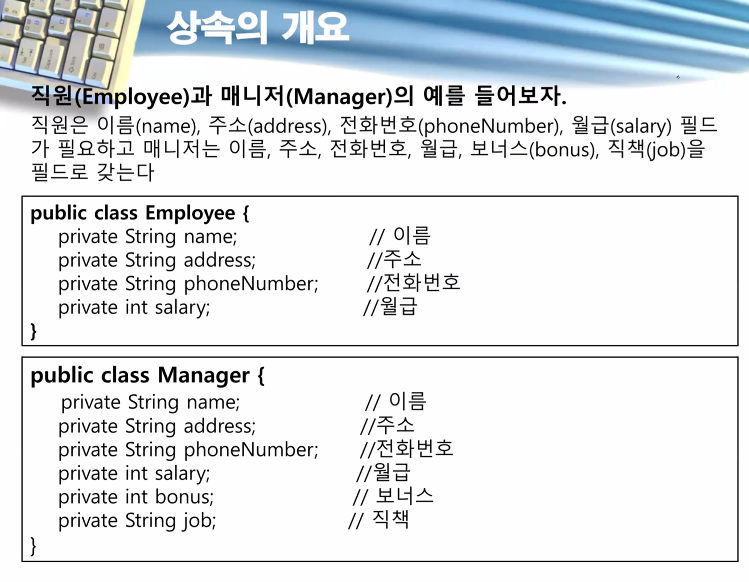 상속의 개요
직원(Employee)과 매니저(Manager)의 예를 들어보자.
직원은 이름(name), 주소(address), 전화번호(phoneNumber), 월급(salary) 필드
가 필요하고 매니저는 이름, 주소, 전화번호, 월급, 보너스(bonus), 직책(job)을
필드로 갖는다
public class Employee {
private String name; // 이름
private String address; //주소
private String phoneNumber; //전화번호
private int salary; //월급
}
public class Manager {
private String name; // 이름
private String address; //주소
private String phoneNumber; //전화번호
private int salary; //월급
private int bonus; // 보너스
private String job; // 직책
}